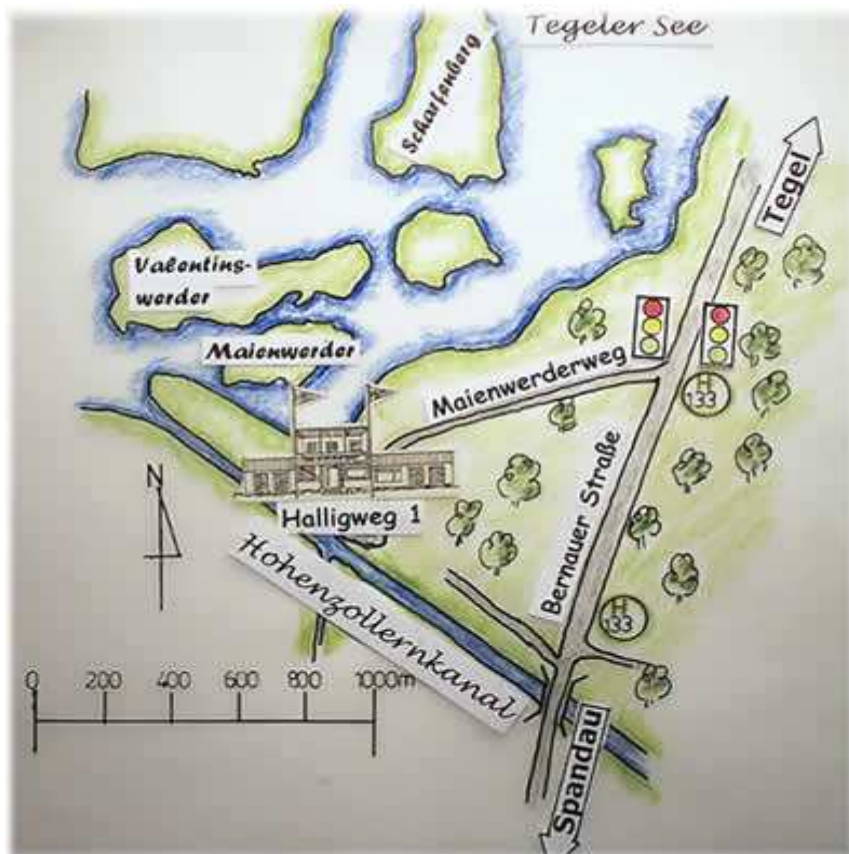 Tegeler See
Scharfenberg
Tegel
Valentins-
werder
Maienwerder
Maienwerderweg
H
133
Bernauer Straße
Halligweg 1
N
Hohenzollernkanal
H
133
0 200 400 600 800 1000m
Spandau